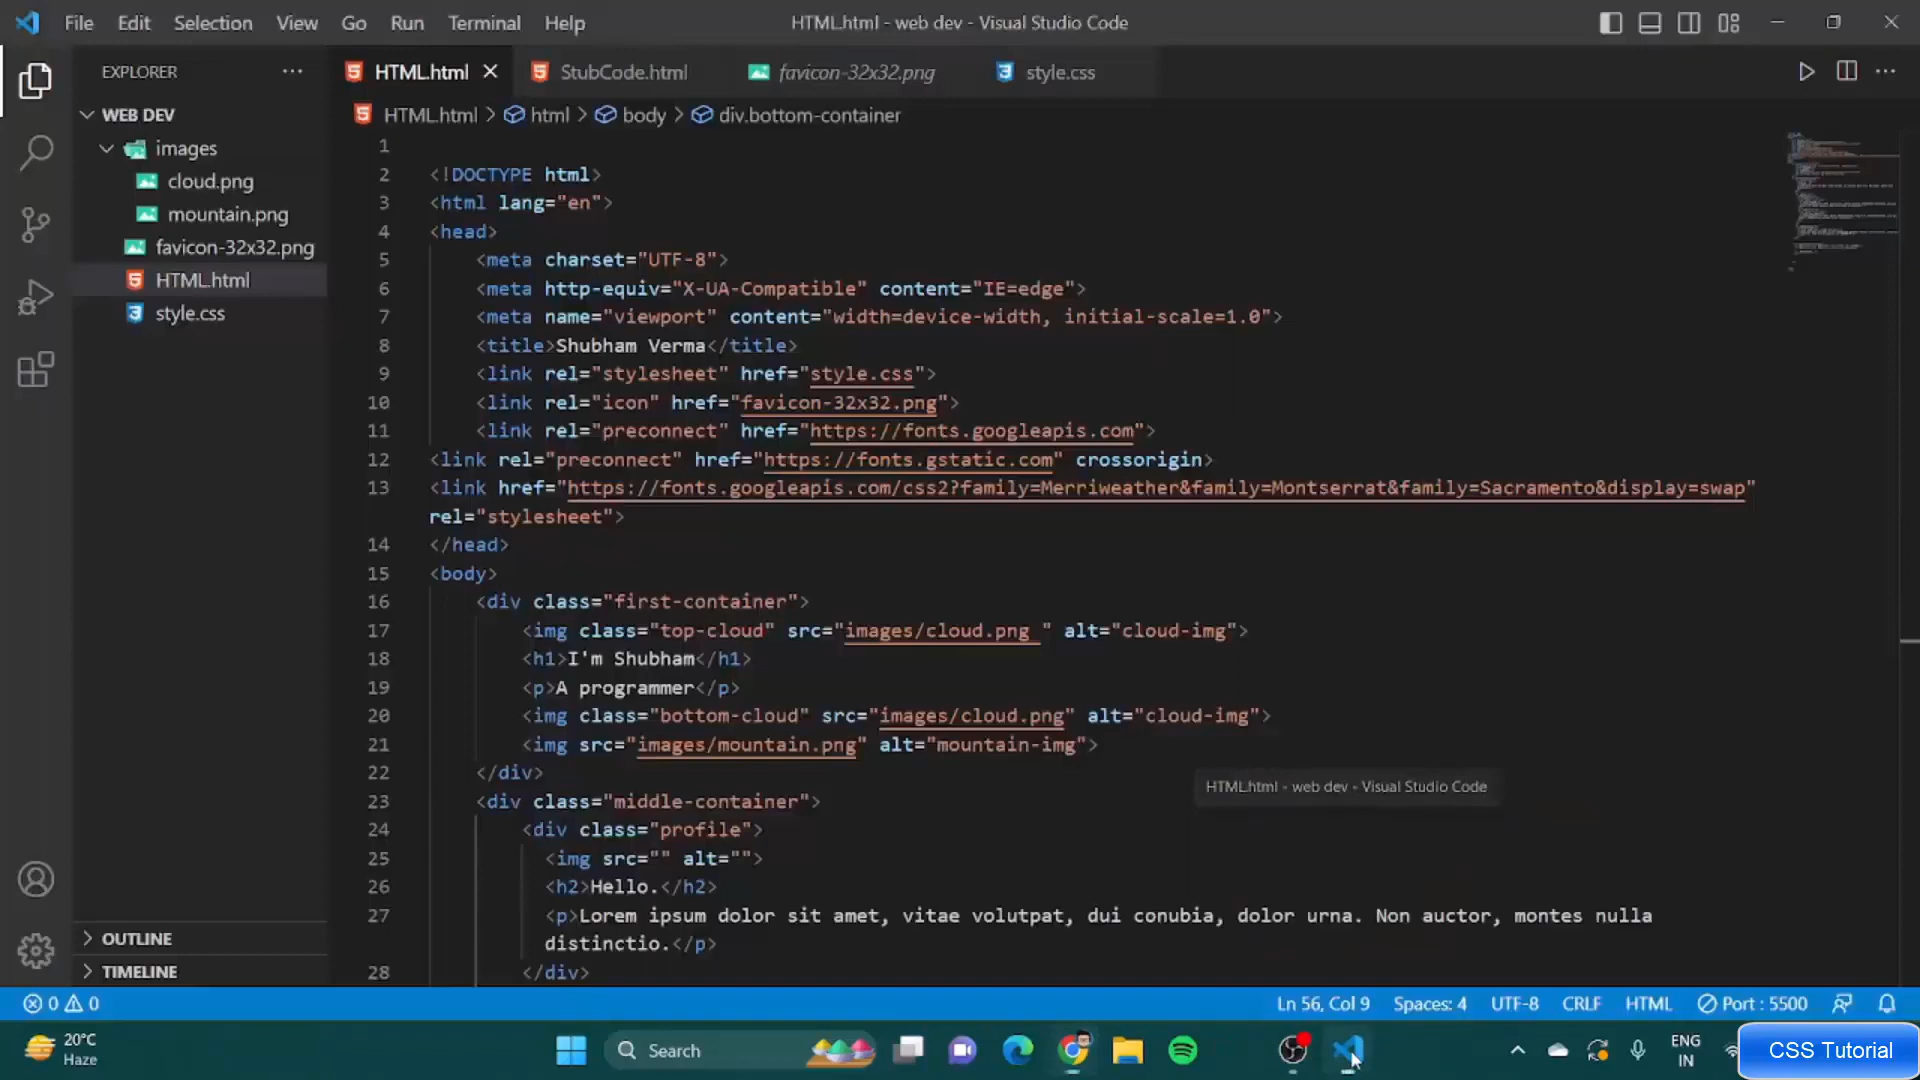 File Edit Selection View Go Run Terminal Help HTML.html - web dev - Visual Studio Code
EXPLORER
HTML.html StubCode.html favicon-32x32.png style.css
WEB DEV
HTML.html > html > body > div.bottom-container
images
cloud.png
mountain.png
favicon-32x32.png
HTML.html
style.css
1
2 <!DOCTYPE html>
3 <html lang="en">
4 <head>
5 <meta charset="UTF-8">
6 <meta http-equiv="X-UA-Compatible" content="IE=edge">
7 <meta name="viewport" content="width=device-width, initial-scale=1.0">
8 <title>Shubham Verma</title>
9 <link rel="stylesheet" href="style.css">
10 <link rel="icon" href="favicon-32x32.png">
11 <link rel="preconnect" href="https://fonts.googleapis.com">
12 <link rel="preconnect" href="https://fonts.gstatic.com" crossorigin>
13 <link href="https://fonts.googleapis.com/css2?family=Merriweather&family=Montserrat&family=Sacramento&display=swap"
rel="stylesheet">
14 </head>
15 <body>
16 <div class="first-container">
17 <img class="top-cloud" src="images/cloud.png " alt="cloud-img">
18 <h1>I'm Shubham</h1>
19 <p>A programmer</p>
20 <img class="bottom-cloud" src="images/cloud.png" alt="cloud-img">
21 <img src="images/mountain.png" alt="mountain-img">
22 </div>
23 <div class="middle-container">
24 <div class="profile">
25 <img src="" alt="">
26 <h2>Hello.</h2>
27 <p>Lorem ipsum dolor sit amet, vitae volutpat, dui conubia, dolor urna. Non auctor, montes nulla
distinctio.</p>
28 </div>
HTML.html - web dev - Visual Studio Code
OUTLINE
TIMELINE
0 0 Ln 56, Col 9 Spaces: 4 UTF-8 CRLF HTML Port : 5500
20°C
Haze
Search
ENG
IN
CSS Tutorial